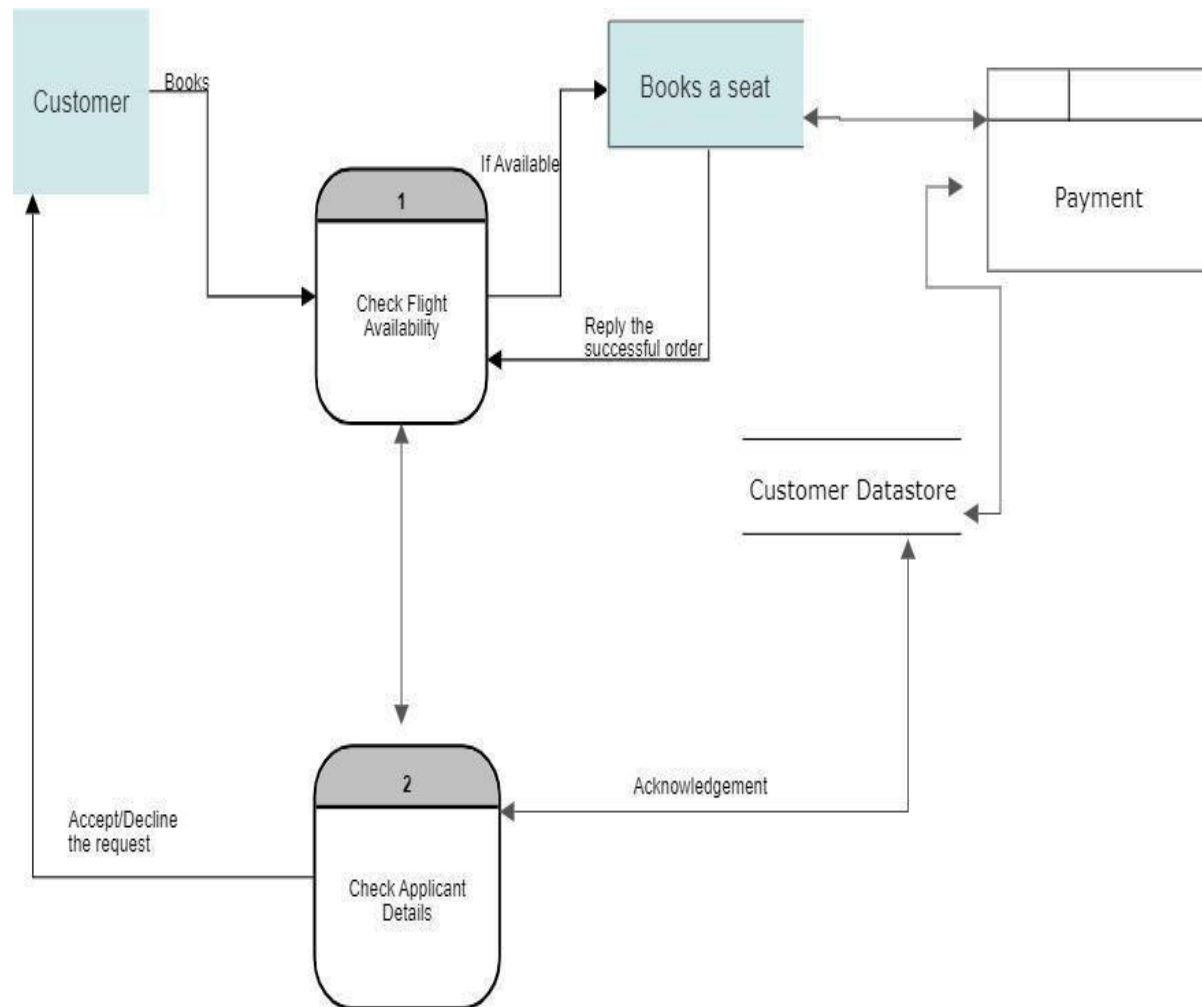 Customer
Books
Books a seat
If Available
1
Check Flight
Availability
Payment
Reply the
successful order
Customer Datastore
2
Acknowledgement
Accept/Decline
the request
Check Applicant
Details